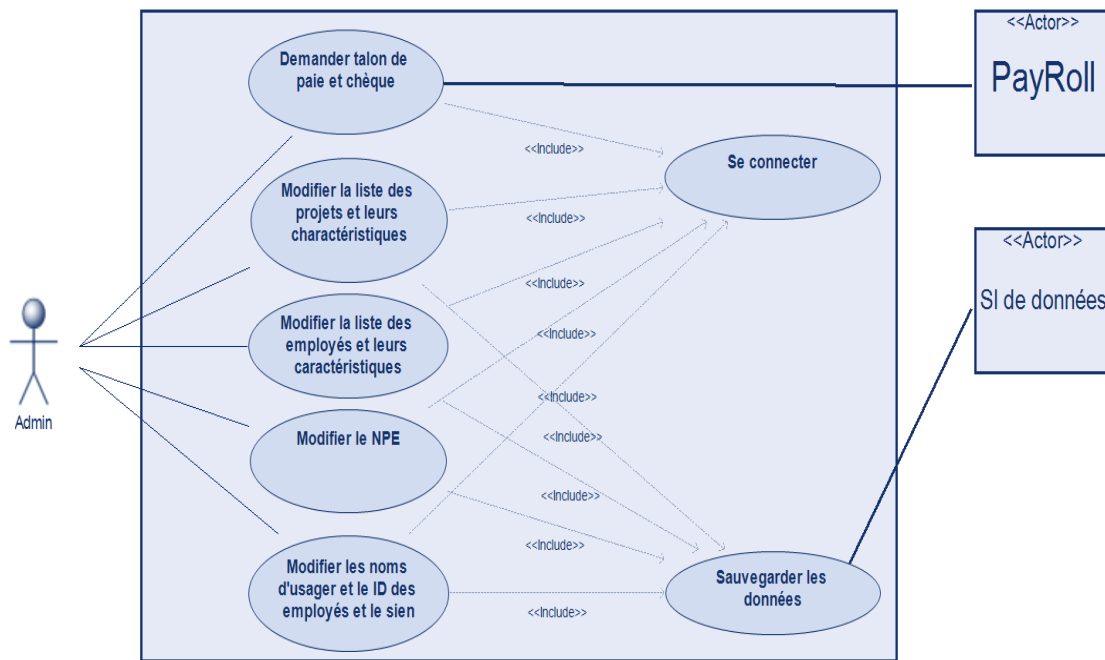 <<Actor>>
PayRoll
Demander talon de
paie et chèque
<<Include>>
Se connecter
Modifier la liste des
projets et leurs
charactéristiques
<<Include>>
<<Actor>>
SI de données
<<Include>>
Modifier la liste des
employés et leurs
caractéristiques
<<Include>>
Admin
<<Include>>
Modifier le NPE
<<Include>>
<<Include>>
<<Include>>
Modifier les noms
d'usager et le ID des
employés et le sien
Sauvegarder les
données
<<Include>>